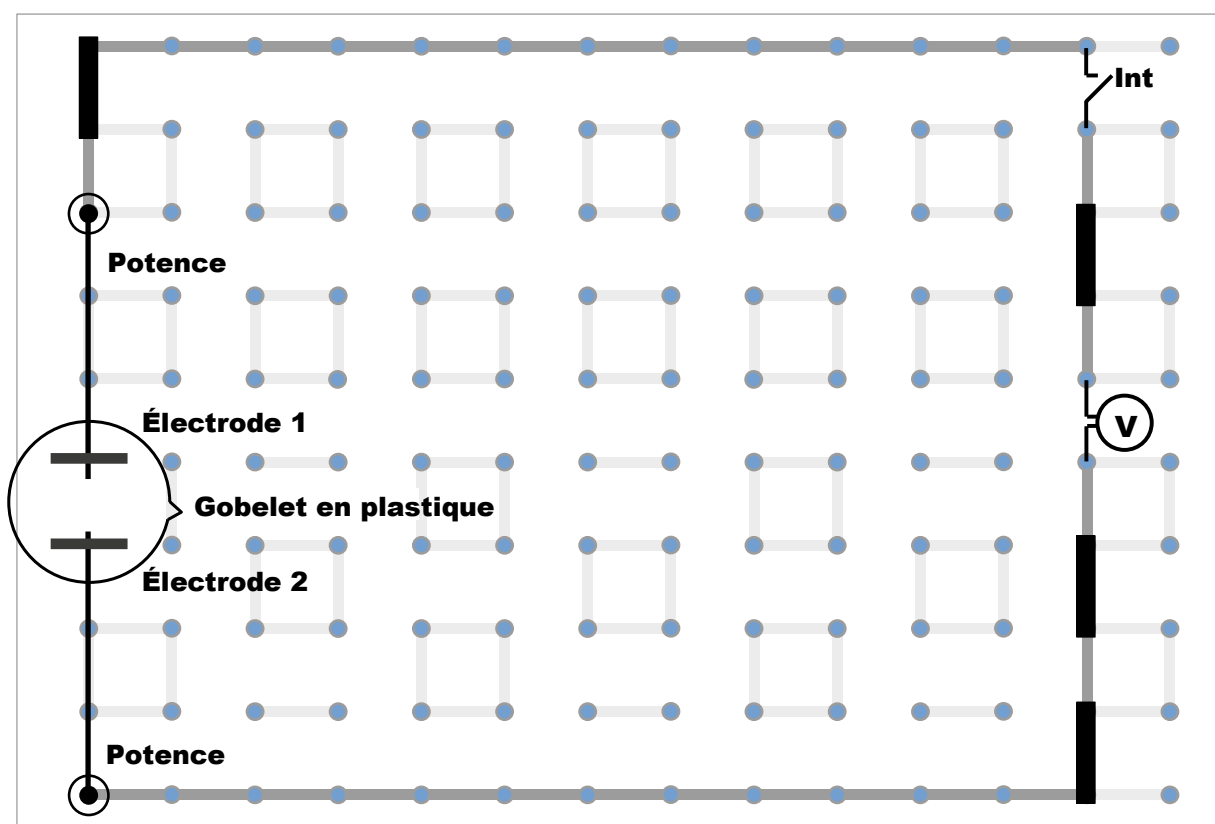 Int
Potence
Électrode 1
V
Gobelet en plastique
Électrode 2
Potence